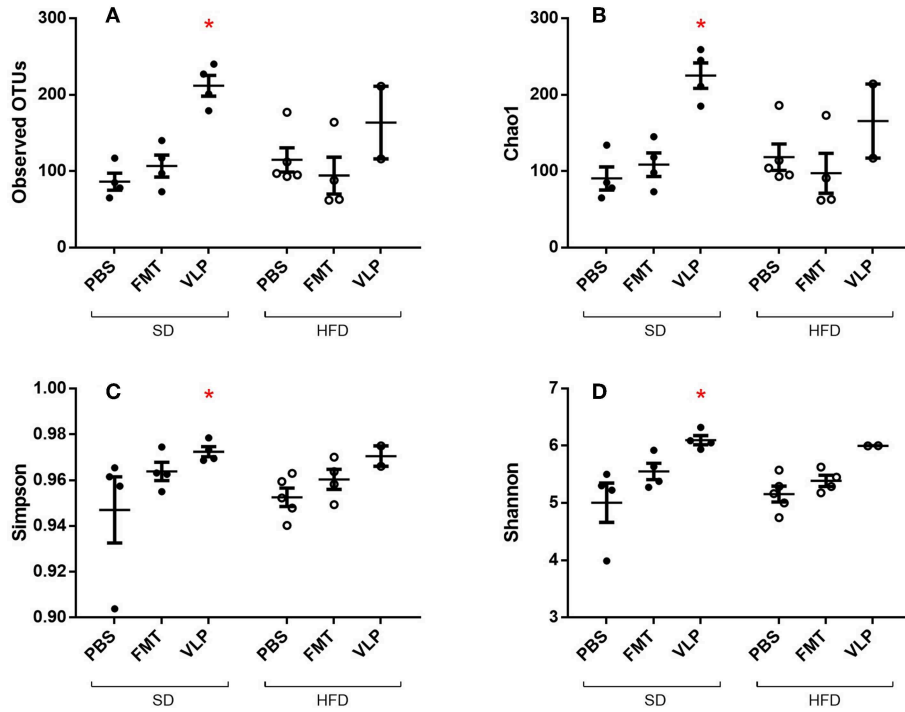 A
*
Observed OTUs
300
200
100
0
PBS
FMT
VLP
PBS
FMT
VLP
SD
HFD
B
*
Chao1
300
200
100
0
PBS
FMT
VLP
PBS
FMT
VLP
SD
HFD
C
*
Simpson
1.00
0.98
0.96
0.94
0.92
0.90
PBS
FMT
VLP
PBS
FMT
VLP
SD
HFD
D
*
Shannon
7
6
5
4
3
PBS
FMT
VLP
PBS
FMT
VLP
SD
HFD